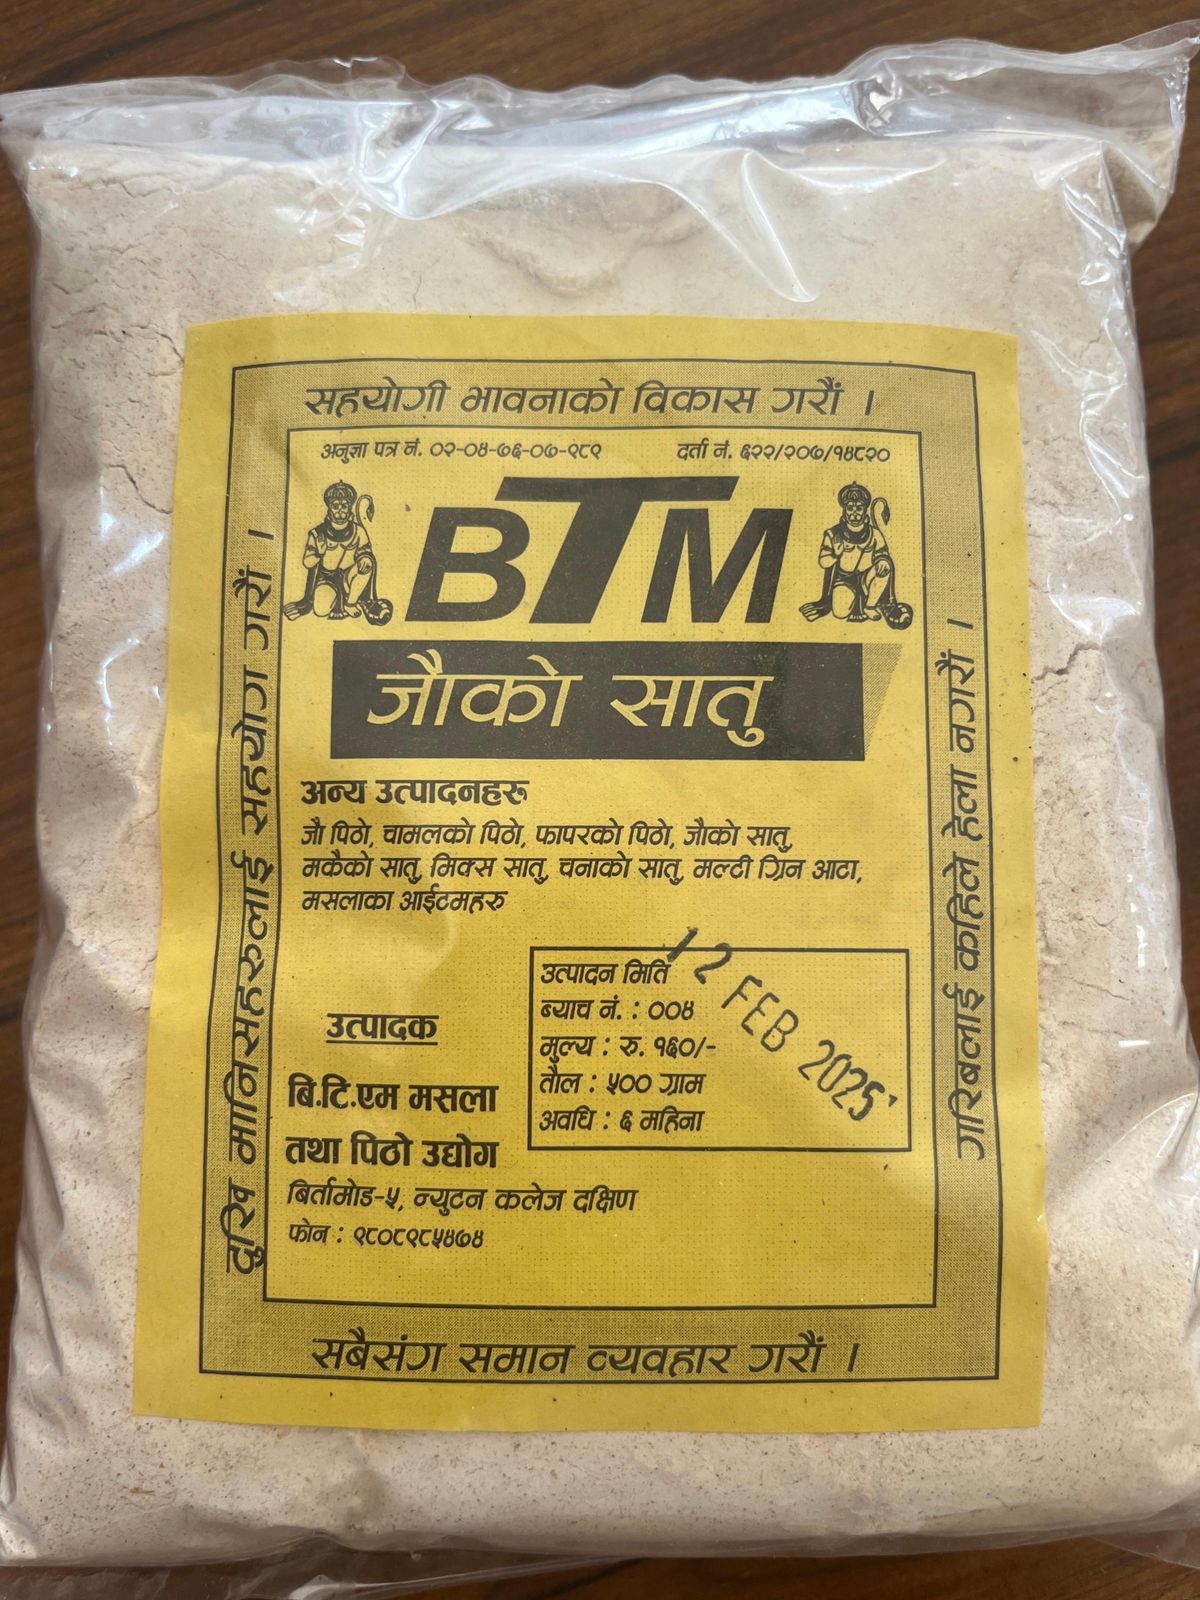 सहयोगी भावनाको विकास गरौं ।
अनुज्ञा पत्र नं. ०२-०४-७६-०७-९८९
दर्ता नं. ६२२/२०७/१४८२०
BTM
जौको सातु
अन्य उत्पादनहरु
जौ पिठो, चामलको पिठो, फापरको पिठो, जौको सातु,
मकैको सातु, मिक्स सातु, चनाको सातु, मल्टी ग्रिन आटा,
मसलाका आईटमहरु
उत्पादन मिति
12 FEB 2025
ब्याच नं. : ००४
मुल्य : रु. १६०/-
तौल : ५०० ग्राम
अवधि : ६ महिना
उत्पादक
बि.टि.एम मसला
तथा पिठो उद्योग
बिर्तामोड-५, न्युटन कलेज दक्षिण
फोन : ९८०८९८५४७४
दुखि मानिसहरुलाई सहयोग गरौं ।
गरिबलाई कहिले हेला नगरौं ।
सबैसंग समान व्यवहार गरौं ।